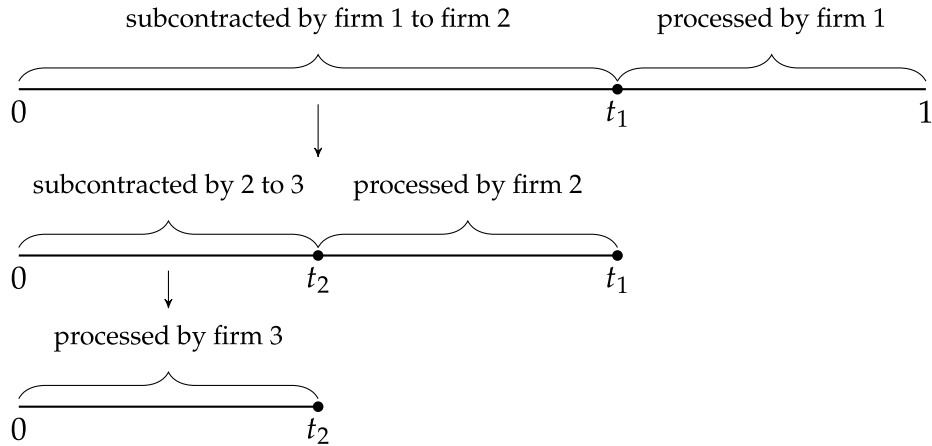 subcontracted by firm 1 to firm 2 processed by firm 1
0 t₁ 1
subcontracted by 2 to 3 processed by firm 2
0 t₂ t₁
processed by firm 3
0 t₂